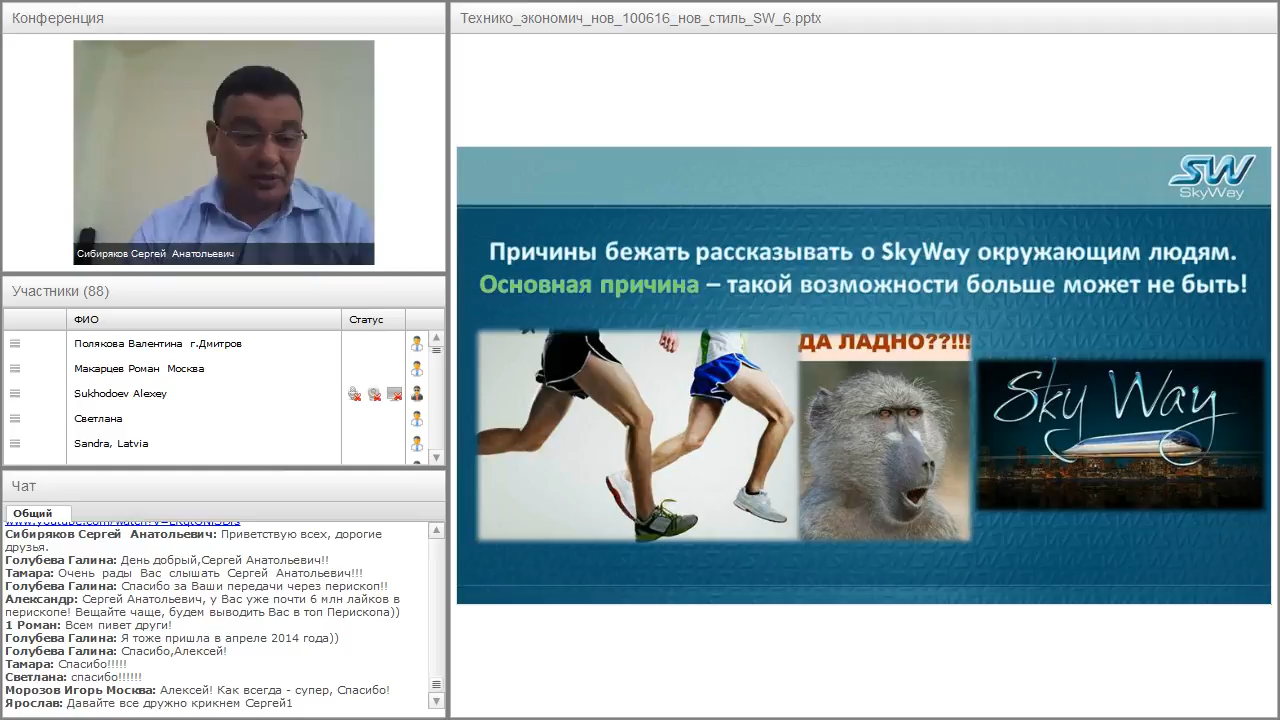 Конференция
Сибиряков Сергей Анатольевич
Участники (88)
ФИО Статус
Полякова Валентина г.Дмитров
Макарцев Роман Москва
Sukhodoev Alexey
Светлана
Sandra, Latvia
Чат
Общий
Сибиряков Сергей Анатольевич: Приветствую всех, дорогие
друзья.
Голубева Галина: День добрый,Сергей Анатольевич!!
Тамара: Очень рады Вас слышать Сергей Анатольевич!!!
Голубева Галина: Спасибо за Ваши передачи через перископ!!
Александр: Сергей Анатольевич, у Вас уже почти 6 млн лайков в
перископе! Вещайте чаще, будем выводить Вас в топ Перископа))
1 Роман: Всем пивет други!
Голубева Галина: Я тоже пришла в апреле 2014 года))
Голубева Галина: Спасибо,Алексей!
Тамара: Спасибо!!!!!
Светлана: спасибо!!!!!!
Морозов Игорь Москва: Алексей! Как всегда - супер, Спасибо!
Ярослав: Давайте все дружно крикнем Сергей1
Технико_экономич_нов_100616_нов_стиль_SW_6.pptx
SW
SkyWay
Причины бежать рассказывать о SkyWay окружающим людям.
Основная причина – такой возможности больше может не быть!
ДА ЛАДНО??!!!
Sky Way